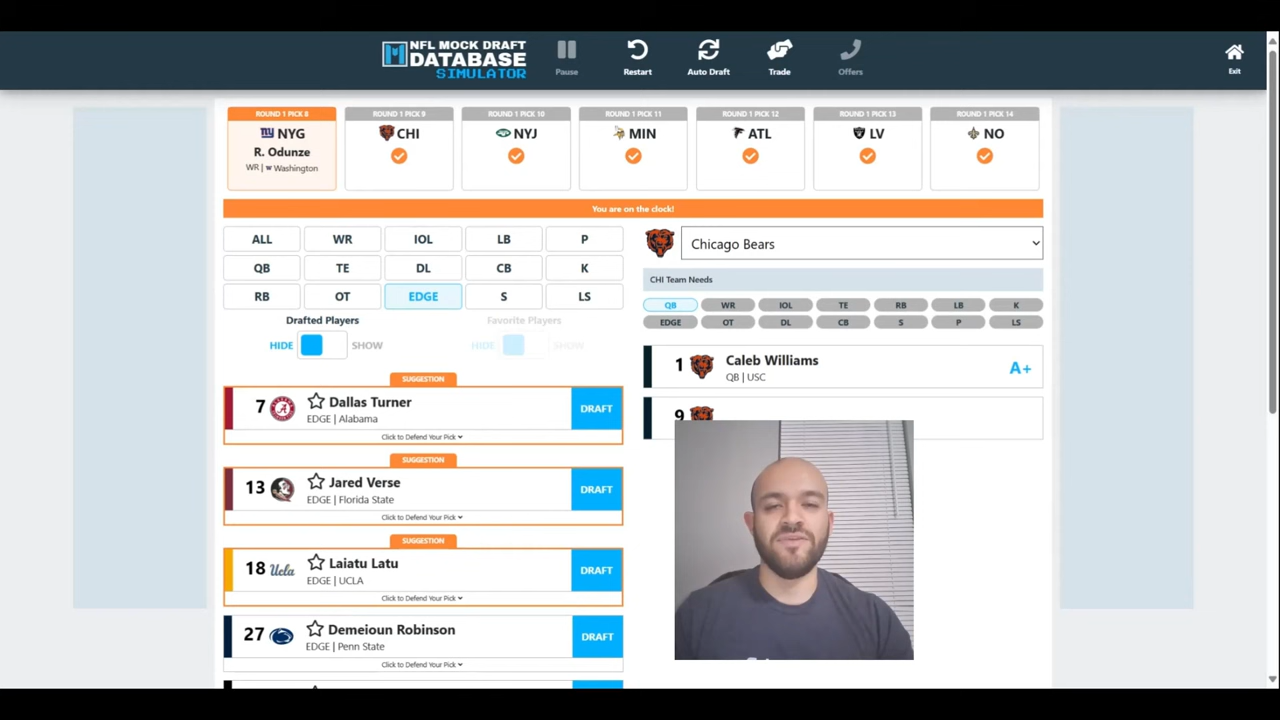 NFL MOCK DRAFT
DATABASE
SIMULATOR
Pause
Restart
Auto Draft
Trade
Offers
Exit
ROUND 1 PICK 8
NYG
R. Odunze
WR | Washington
ROUND 1 PICK 9
CHI
ROUND 1 PICK 10
NYJ
ROUND 1 PICK 11
MIN
ROUND 1 PICK 12
ATL
ROUND 1 PICK 13
LV
ROUND 1 PICK 14
NO
You are on the clock!
ALL WR IOL LB P
QB TE DL CB K
RB OT EDGE S LS
Drafted Players
HIDE SHOW
Favorite Players
HIDE SHOW
SUGGESTION
7 Dallas Turner
EDGE | Alabama
DRAFT
Click to Defend Your Pick
SUGGESTION
13 Jared Verse
EDGE | Florida State
DRAFT
Click to Defend Your Pick
SUGGESTION
18 Ucla Laiatu Latu
EDGE | UCLA
DRAFT
Click to Defend Your Pick
27 Demeioun Robinson
EDGE | Penn State
DRAFT
Click to Defend Your Pick
Chicago Bears
CHI Team Needs
QB WR IOL TE RB LB K
EDGE OT DL CB S P LS
1 Caleb Williams
QB | USC
A+
9